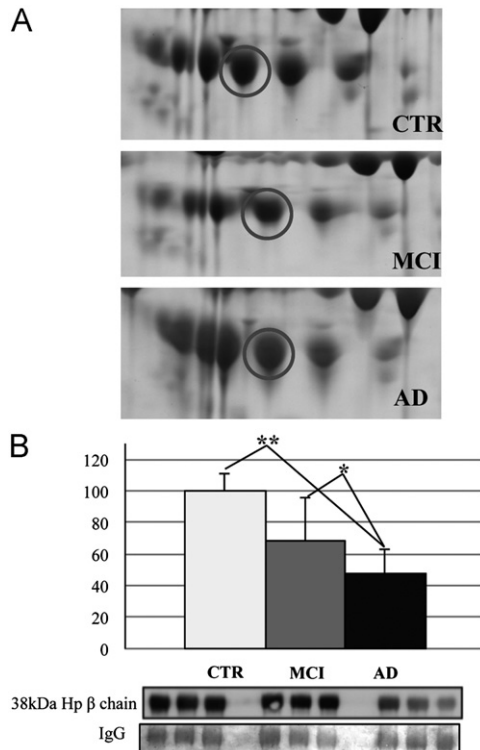 A
CTR
MCI
AD
B
120
100
80
60
40
20
0
**
*
CTR MCI AD
38kDa Hp β chain
IgG